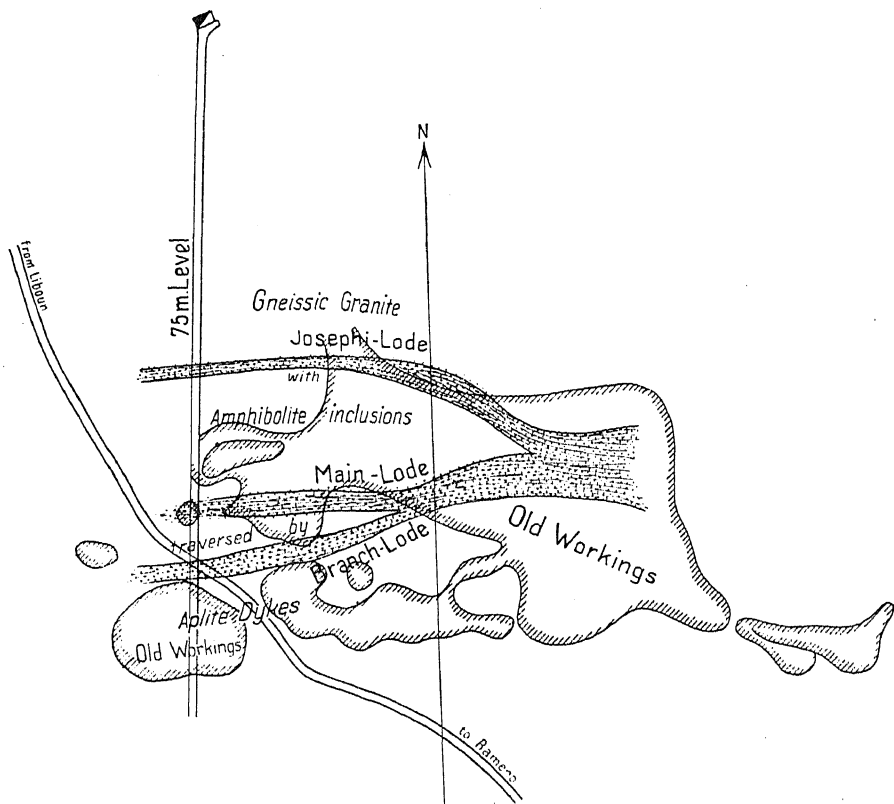 N
from Liboun
75 m. Level
Gneissic Granite
Josephi-Lode
with
Amphibolite inclusions
Main-Lode
traversed by
Old Workings
Branch-Lode
Aplite-Dykes
Old Workings
to